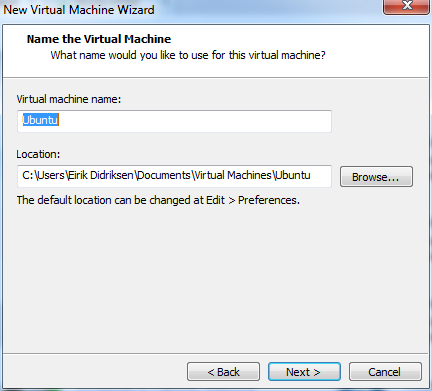 New Virtual Machine Wizard
Name the Virtual Machine
What name would you like to use for this virtual machine?
Virtual machine name:
Ubuntu
Location:
C:\Users\Eirik Didriksen\Documents\Virtual Machines\Ubuntu
Browse...
The default location can be changed at Edit > Preferences.
< Back
Next >
Cancel